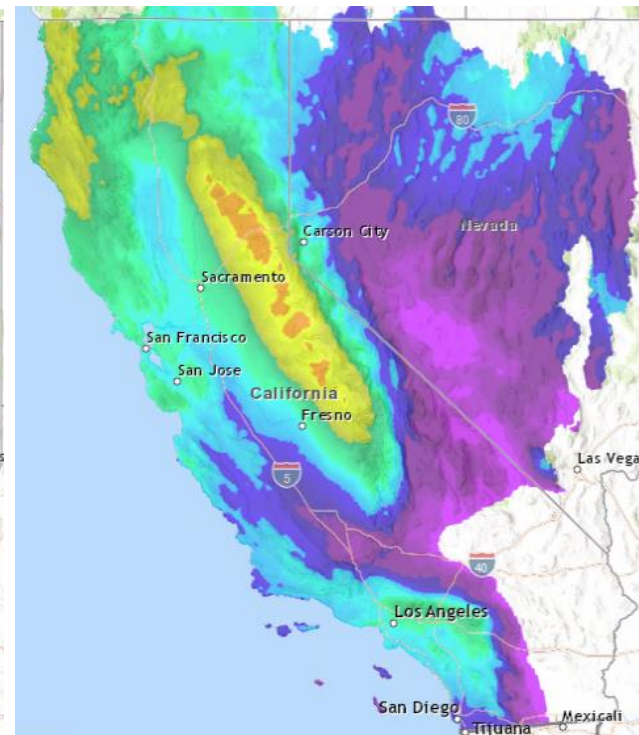 80
Nevada
Carson City
Sacramento
San Francisco
San Jose
California
Fresno
5
Las Vega
40
Los Angeles
San Diego
Mexicali
Tijuana
s